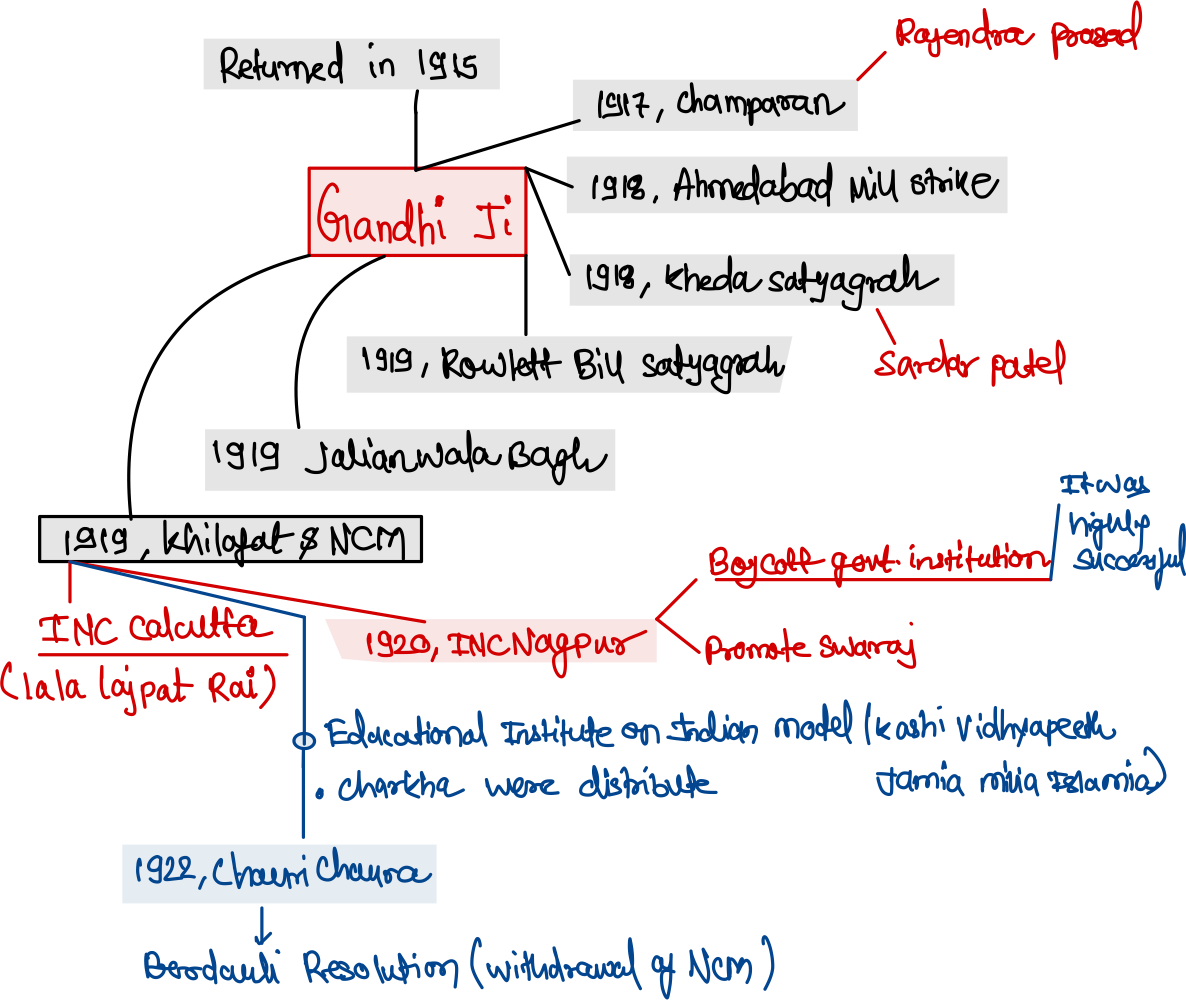 Rajendra prasad
Returned in 1915
1917, Champaran
1918, Ahmedabad Mill strike
Gandhi Ji
1918, Kheda satyagrah
1919, Rowlett Bill satyagrah
Sardar patel
1919 Jalianwala Bagh
It was
highly
successful
1919, Khilafat & NCM
Boycott govt. institution
INC Calcutta
1920, INC Nagpur
Promote swaraj
(lala lajpat Rai)
Educational Institute on Indian model (Kashi Vidhyapeeth
• charkha were distribute
Jamia milia Islamia)
1922, Chauri Chaura
Bordauli Resolution (withdrawal of NCM)